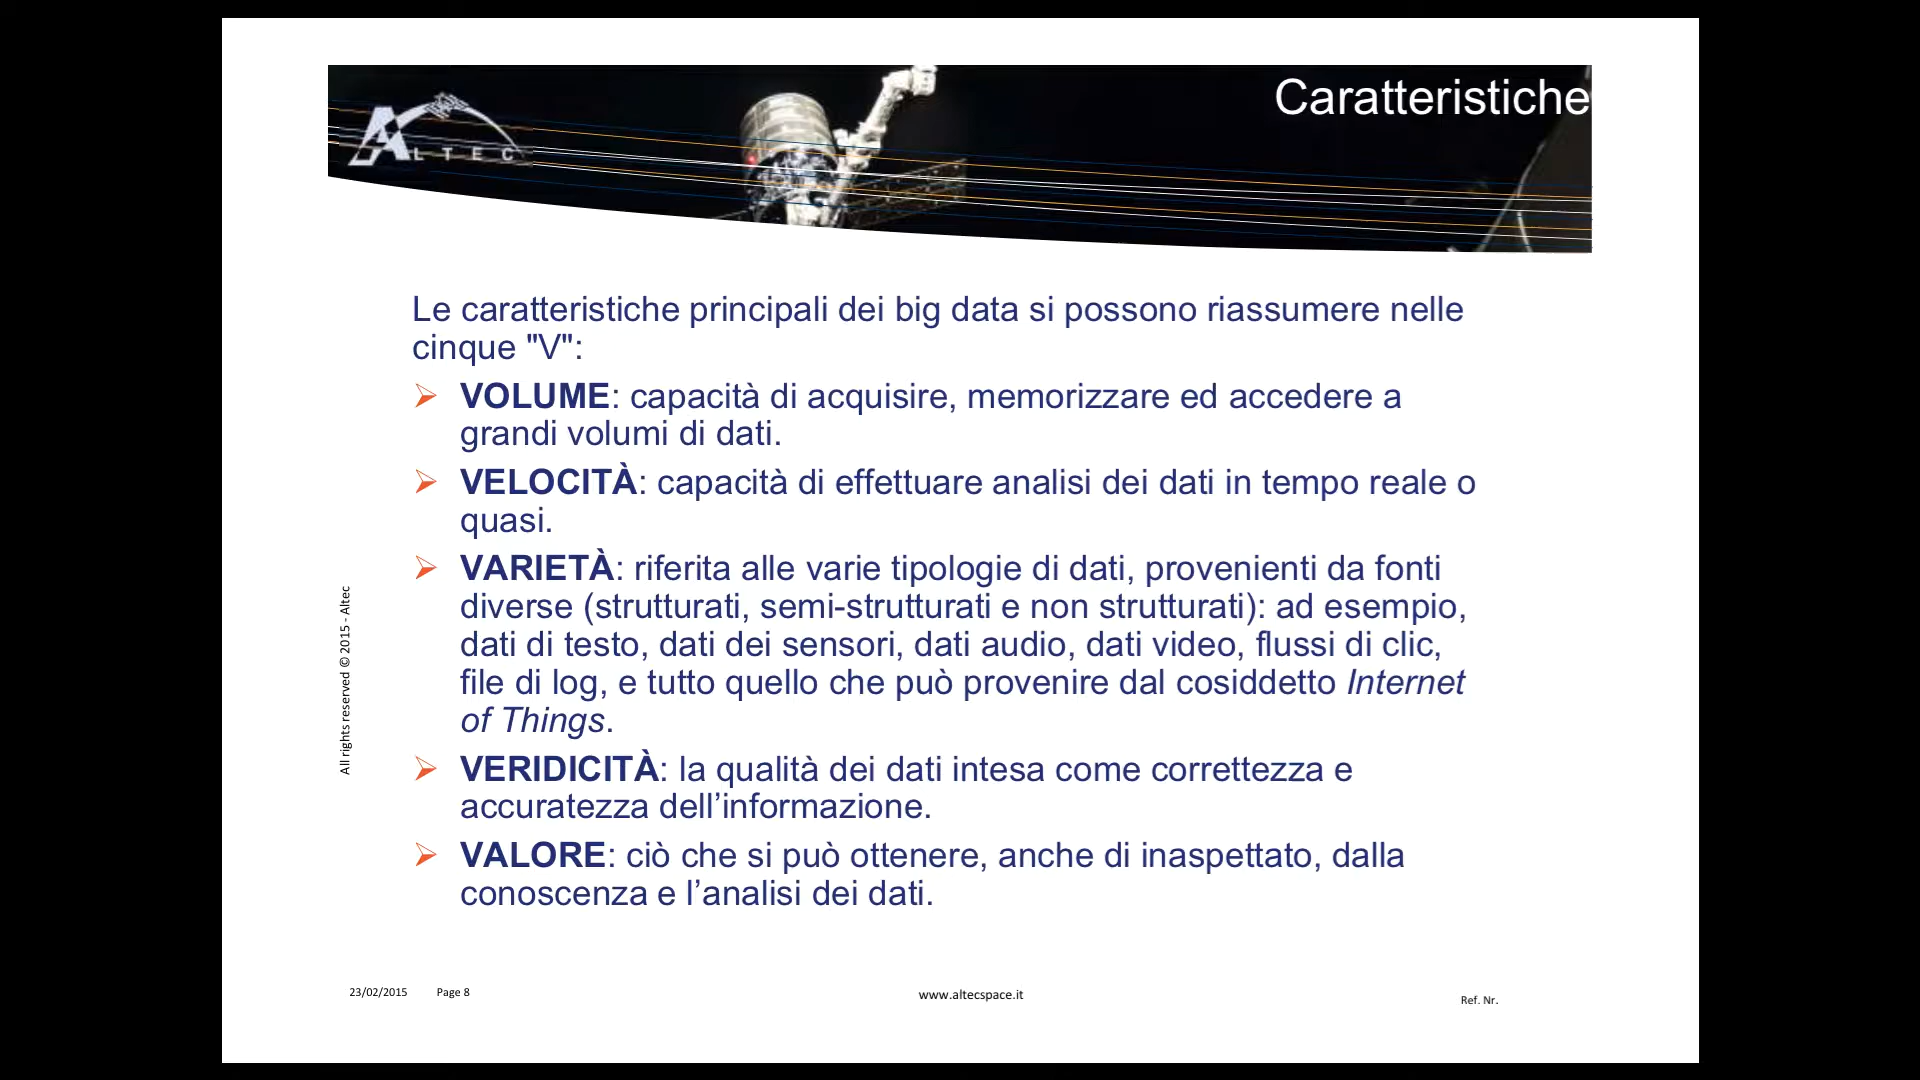 Caratteristiche
ALTEC
Le caratteristiche principali dei big data si possono riassumere nelle
cinque "V":
VOLUME: capacità di acquisire, memorizzare ed accedere a
grandi volumi di dati.
VELOCITÀ: capacità di effettuare analisi dei dati in tempo reale o
quasi.
VARIETÀ: riferita alle varie tipologie di dati, provenienti da fonti
diverse (strutturati, semi-strutturati e non strutturati): ad esempio,
dati di testo, dati dei sensori, dati audio, dati video, flussi di clic,
file di log, e tutto quello che può provenire dal cosiddetto Internet
of Things.
VERIDICITÀ: la qualità dei dati intesa come correttezza e
accuratezza dell’informazione.
VALORE: ciò che si può ottenere, anche di inaspettato, dalla
conoscenza e l’analisi dei dati.
All rights reserved © 2015 - Altec
23/02/2015 Page 8
www.altecspace.it
Ref. Nr.